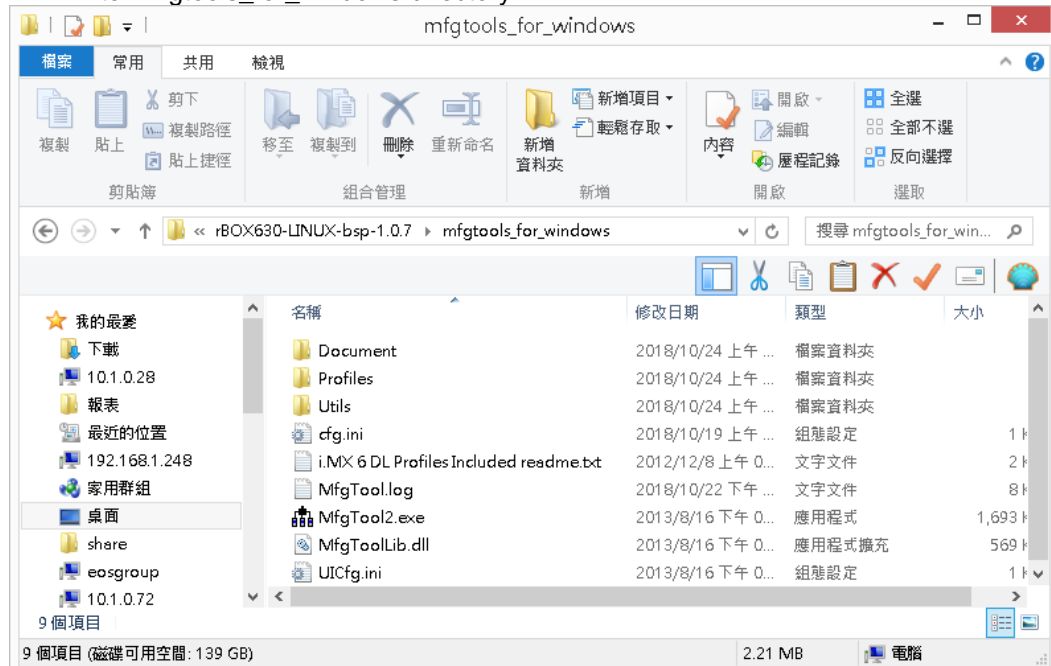 mfgtools_for_windows
檔案 常用 共用 檢視
複製
貼上
剪下
複製路徑
貼上捷徑
剪貼簿
移至
複製到
刪除
重新命名
組合管理
新增
資料夾
新增項目
輕鬆存取
新增
內容
開啟
編輯
歷程記錄
開啟
全選
全部不選
反向選擇
選取
« rBOX630-LINUX-bsp-1.0.7 mfgtools_for_windows
搜尋 mfgtools_for_win...
我的最愛
下載
10.1.0.28
報表
最近的位置
192.168.1.248
家用群組
桌面
share
eosgroup
10.1.0.72
名稱 修改日期 類型 大小
Document 2018/10/24 上午 ... 檔案資料夾
Profiles 2018/10/24 上午 ... 檔案資料夾
Utils 2018/10/24 上午 ... 檔案資料夾
cfg.ini 2018/10/19 上午 ... 組態設定 1
i.MX 6 DL Profiles Included readme.txt 2012/12/8 上午 0... 文字文件 2
MfgTool.log 2018/10/22 下午 ... 文字文件 8
MfgTool2.exe 2013/8/16 下午 0... 應用程式 1,693
MfgToolLib.dll 2013/8/16 下午 0... 應用程式擴充 569
UICfg.ini 2013/8/16 下午 0... 組態設定 1
9 個項目
9 個項目 (磁碟可用空間: 139 GB) 2.21 MB 電腦